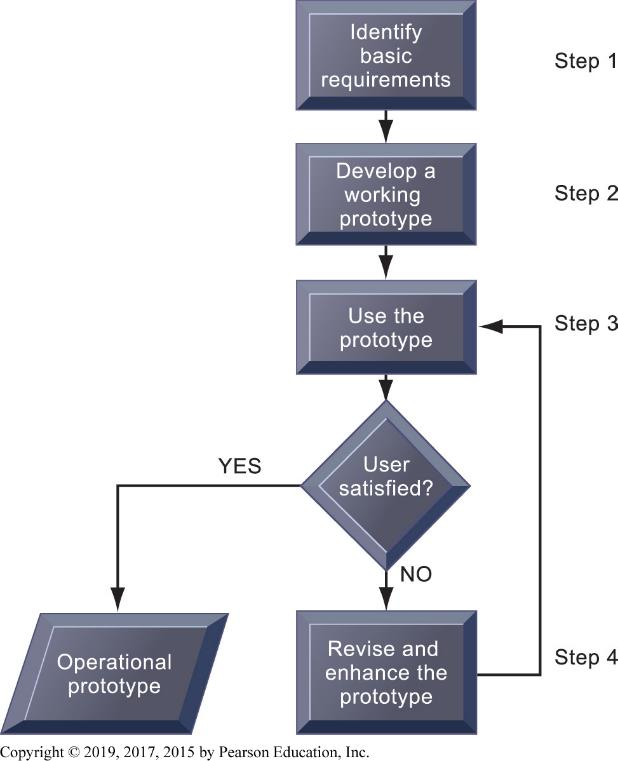 Identify
basic
requirements
Step 1
Develop a
working
prototype
Step 2
Use the
prototype
Step 3
User
satisfied?
YES
NO
Operational
prototype
Revise and
enhance the
prototype
Step 4
Copyright © 2019, 2017, 2015 by Pearson Education, Inc.